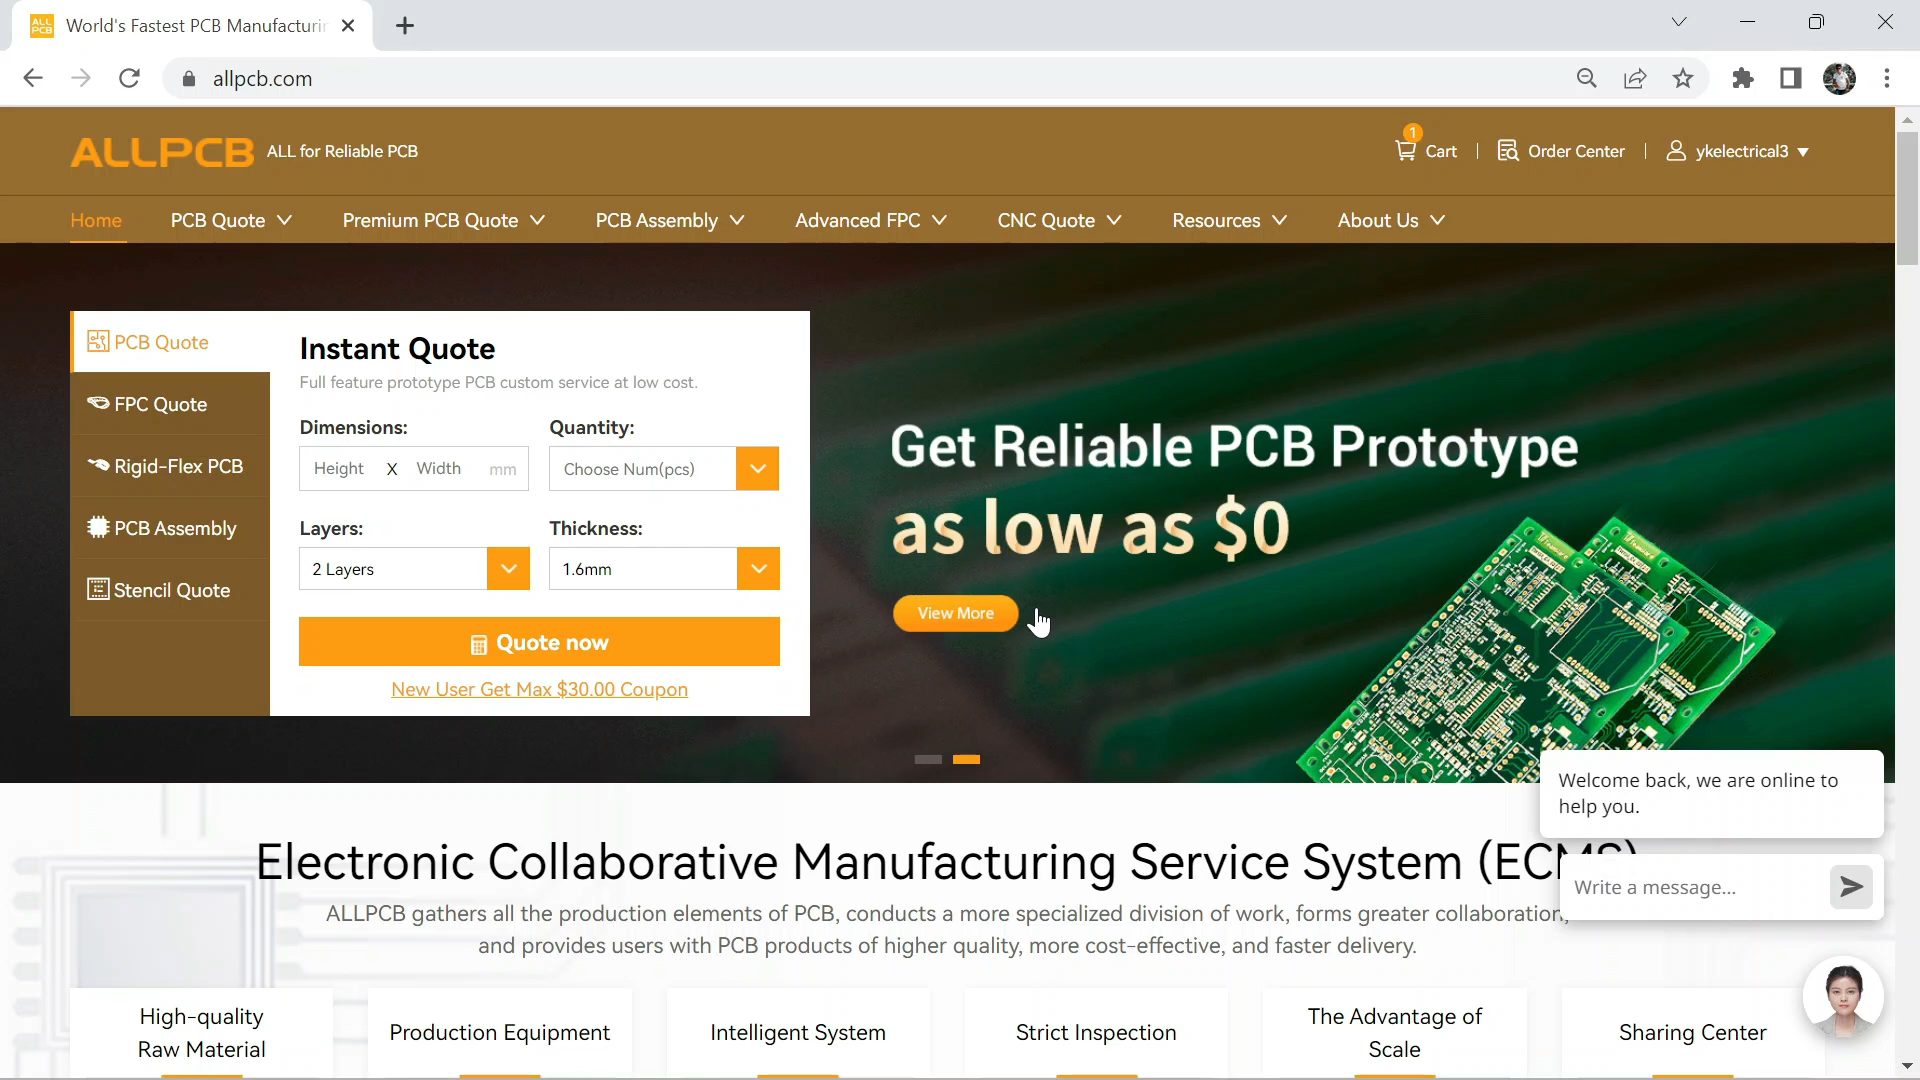 World's Fastest PCB Manufacturin
allpcb.com
ALLPCB ALL for Reliable PCB
1
Cart | Order Center | ykelectrical3
Home PCB Quote Premium PCB Quote PCB Assembly Advanced FPC CNC Quote Resources About Us
PCB Quote
FPC Quote
Rigid-Flex PCB
PCB Assembly
Stencil Quote
Instant Quote
Full feature prototype PCB custom service at low cost.
Dimensions: Quantity:
Height X Width mm Choose Num(pcs)
Layers: Thickness:
2 Layers 1.6mm
Quote now
New User Get Max $30.00 Coupon
Get Reliable PCB Prototype
as low as $0
View More
Welcome back, we are online to
help you.
Write a message...
Electronic Collaborative Manufacturing Service System (ECMS)
ALLPCB gathers all the production elements of PCB, conducts a more specialized division of work, forms greater collaboration,
and provides users with PCB products of higher quality, more cost-effective, and faster delivery.
High-quality
Raw Material
Production Equipment
Intelligent System
Strict Inspection
The Advantage of
Scale
Sharing Center